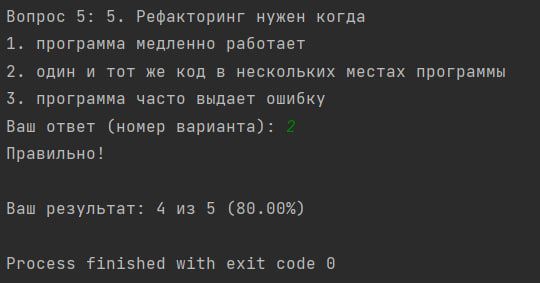 Вопрос 5: 5. Рефакторинг нужен когда
1. программа медленно работает
2. один и тот же код в нескольких местах программы
3. программа часто выдает ошибку
Ваш ответ (номер варианта): 2
Правильно!
Ваш результат: 4 из 5 (80.00%)
Process finished with exit code 0